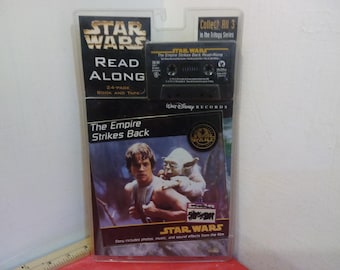 STAR
WARS
READ
ALONG
24-PAGE
BOOK AND TAPE
Collect All 3
in the Trilogy Series
STAR WARS
The Empire Strikes Back Read-Along
WALT DISNEY RECORDS
The Empire
Strikes Back
STAR WARS
Story includes photos, music, and sound effects from the film